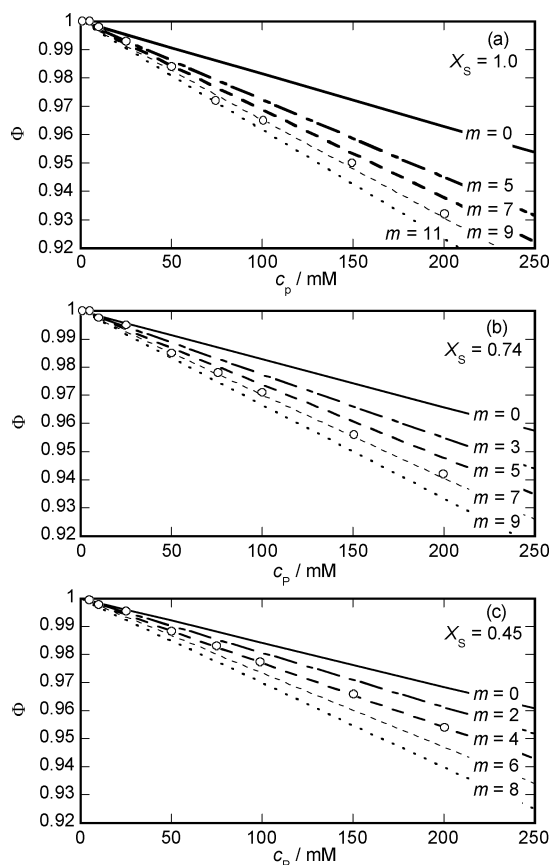 1
(a)
0.99
X_S = 1.0
0.98
0.97
Φ
0.96
m = 0
0.95
m = 5
0.94
m = 7
0.93
m = 11
m = 9
0.92
0 50 100 150 200 250
c_p / mM
1
(b)
0.99
X_S = 0.74
0.98
0.97
Φ
m = 0
0.96
m = 3
0.95
m = 5
0.94
m = 7
0.93
m = 9
0.92
0 50 100 150 200 250
c_P / mM
1
(c)
0.99
X_S = 0.45
0.98
0.97
Φ
m = 0
0.96
m = 2
0.95
m = 4
0.94
m = 6
0.93
m = 8
0.92
0 50 100 150 200 250
c_P / mM